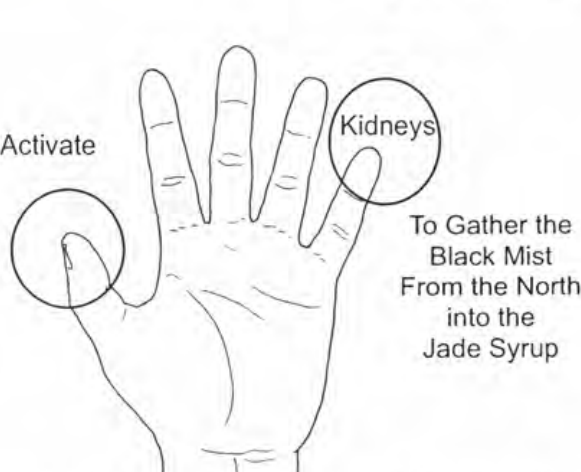 Activate
Kidneys
To Gather the
Black Mist
From the North
into the
Jade Syrup